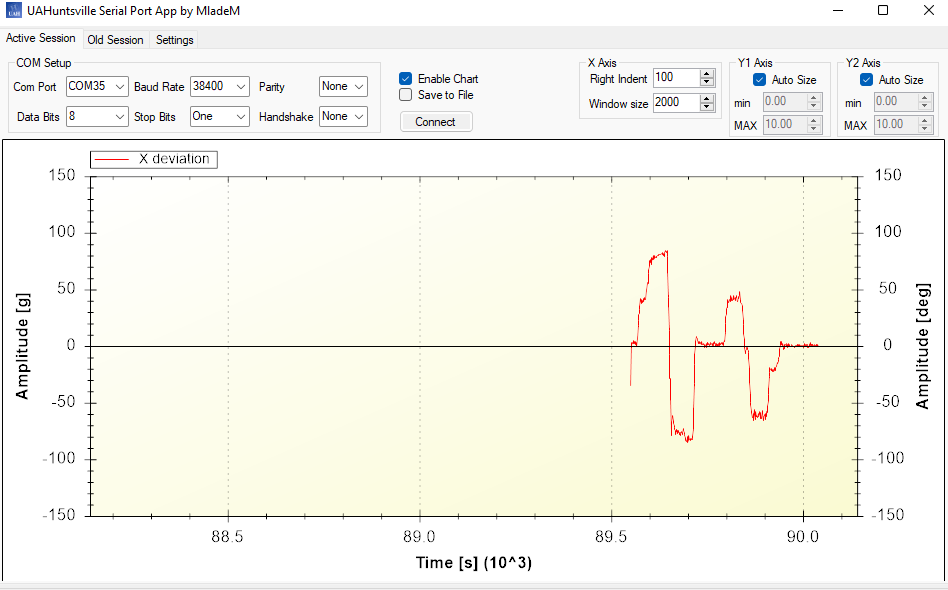 UAH UAHuntsville Serial Port App by MladeM
Active Session Old Session Settings
COM Setup
Com Port COM35 Baud Rate 38400 Parity None
Data Bits 8 Stop Bits One Handshake None
Enable Chart
Save to File
Connect
X Axis
Right Indent 100
Window size 2000
Y1 Axis
Auto Size
min 0.00
MAX 10.00
Y2 Axis
Auto Size
min 0.00
MAX 10.00
X deviation
150
100
50
0
-50
-100
-150
Amplitude [g]
150
100
50
0
-50
-100
-150
Amplitude [deg]
88.5 89.0 89.5 90.0
Time [s] (10^3)